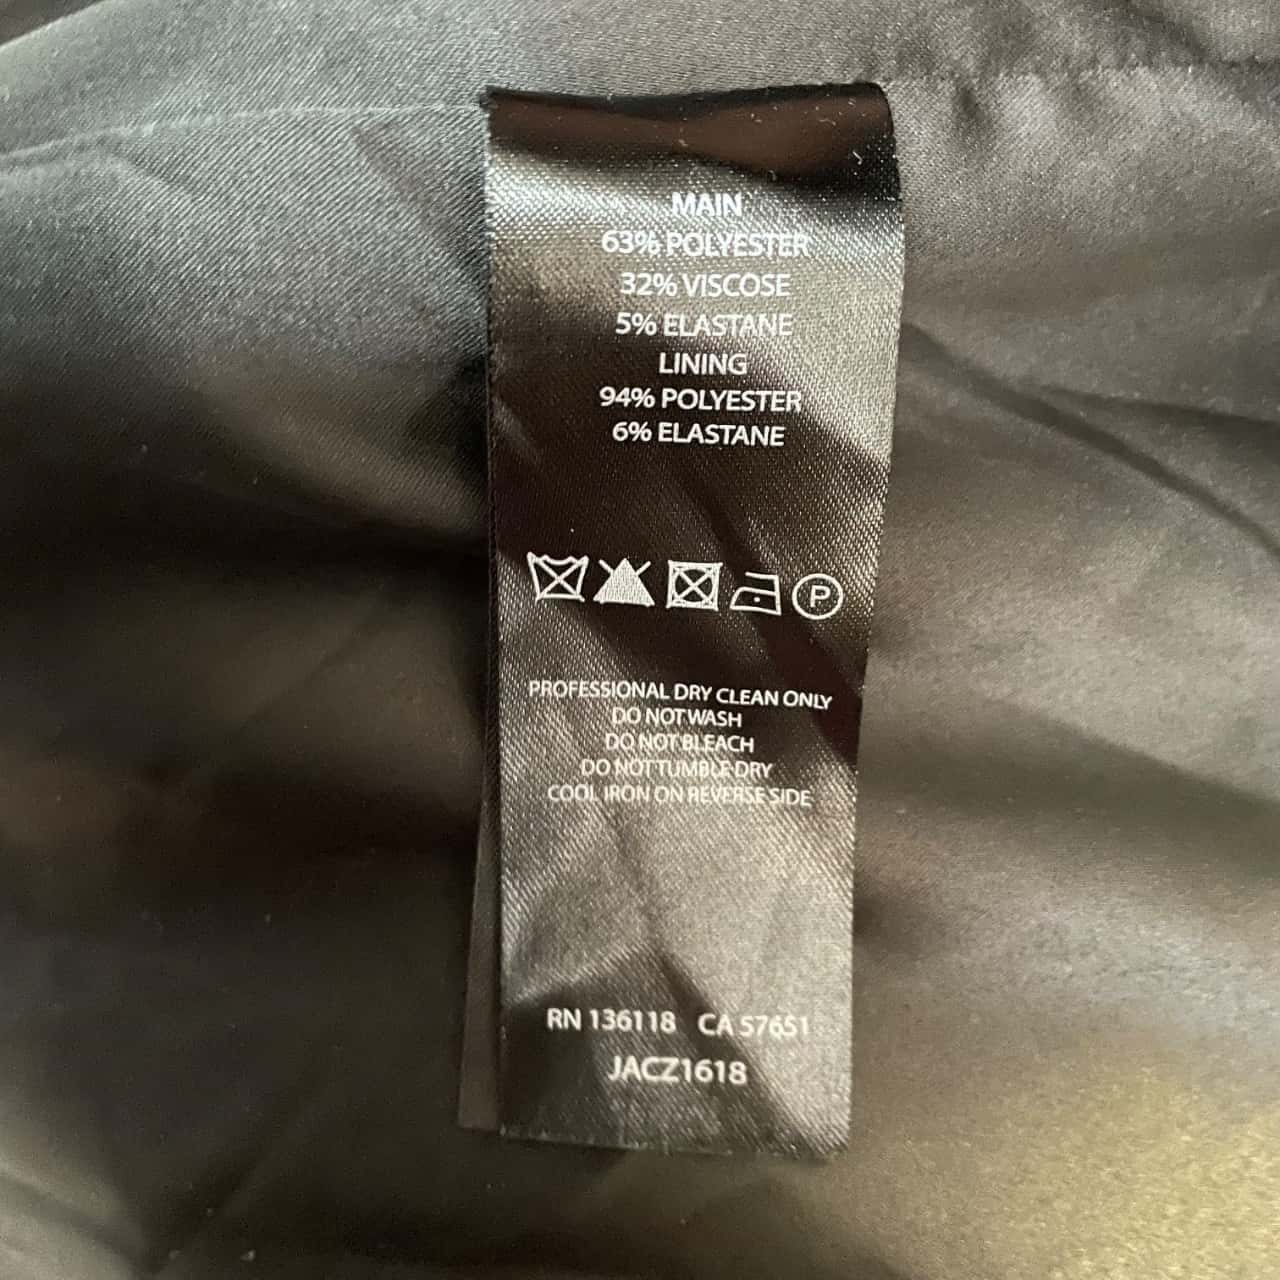 MAIN
63% POLYESTER
32% VISCOSE
5% ELASTANE
LINING
94% POLYESTER
6% ELASTANE
P
PROFESSIONAL DRY CLEAN ONLY
DO NOT WASH
DO NOT BLEACH
DO NOT TUMBLE DRY
COOL IRON ON REVERSE SIDE
RN 136118 CA 57651
JACZ1618